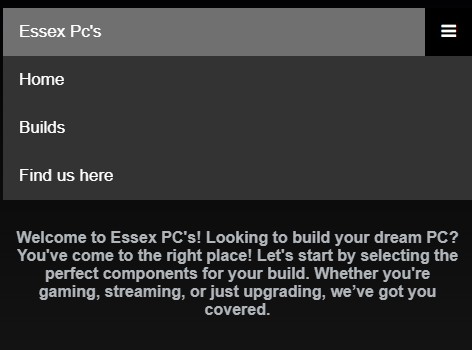 Essex Pc's
Home
Builds
Find us here
Welcome to Essex PC's! Looking to build your dream PC?
You've come to the right place! Let's start by selecting the
perfect components for your build. Whether you're
gaming, streaming, or just upgrading, we’ve got you
covered.